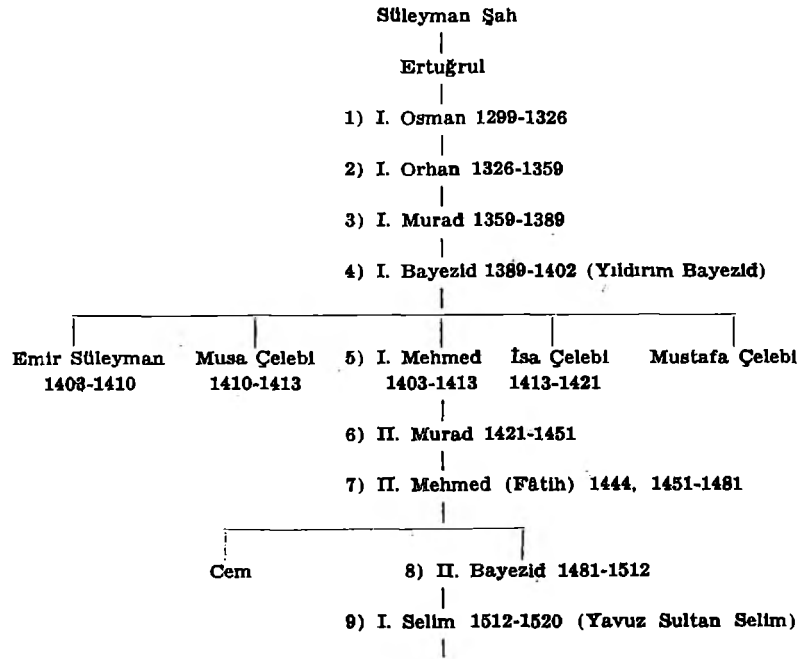 Süleyman Şah
Ertuğrul
1) I. Osman 1299-1326
2) I. Orhan 1326-1359
3) I. Murad 1359-1389
4) I. Bayezid 1389-1402 (Yıldırım Bayezid)
Emir Süleyman Musa Çelebi 5) I. Mehmed İsa Çelebi Mustafa Çelebi
1403-1410 1410-1413 1403-1413 1413-1421
6) II. Murad 1421-1451
7) II. Mehmed (Fâtih) 1444, 1451-1481
Cem 8) II. Bayezid 1481-1512
9) I. Selim 1512-1520 (Yavuz Sultan Selim)